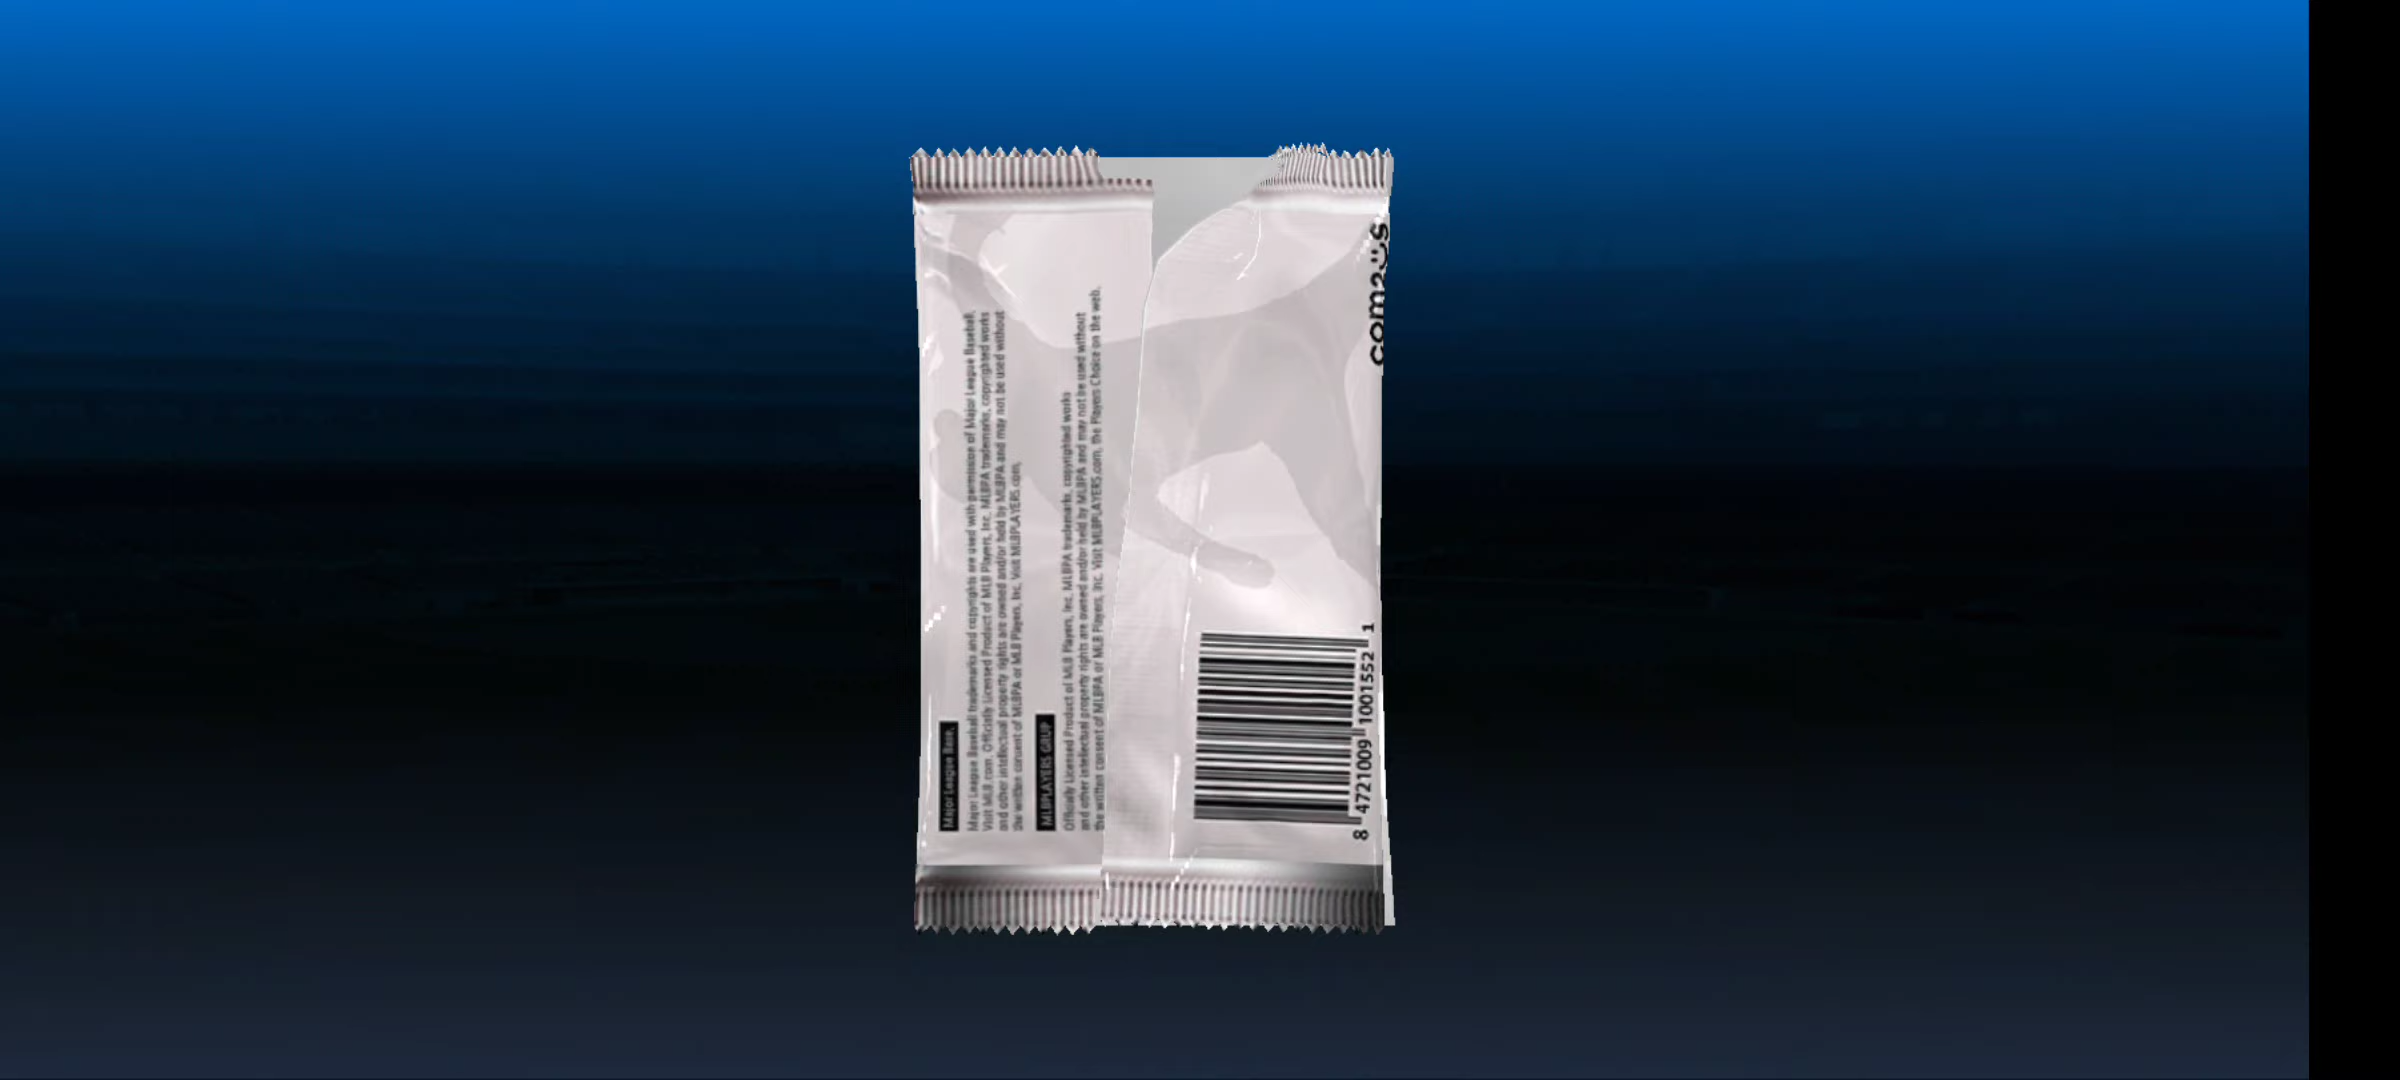 Major League Base.
Major League Baseball trademarks and copyrights are used with permission of Major League Baseball.
Visit MLB.com. Officially Licensed Product of MLB Players, Inc. MLBPA trademarks, copyrighted works
and other intellectual property rights are owned and/or held by MLBPA and may not be used without
the written consent of MLBPA or MLB Players, Inc. Visit MLBPLAYERS.com,
MLBPLAYERS GRUP
Officially Licensed Product of MLB Players, Inc. MLBPA trademarks, copyrighted works
and other intellectual property rights are owned and/or held by MLBPA and may not be used without
the written consent of MLBPA or MLB Players, Inc. Visit MLBPLAYERS.com, the Players Choice on the web.
com2us
8 4721009 1001552 1